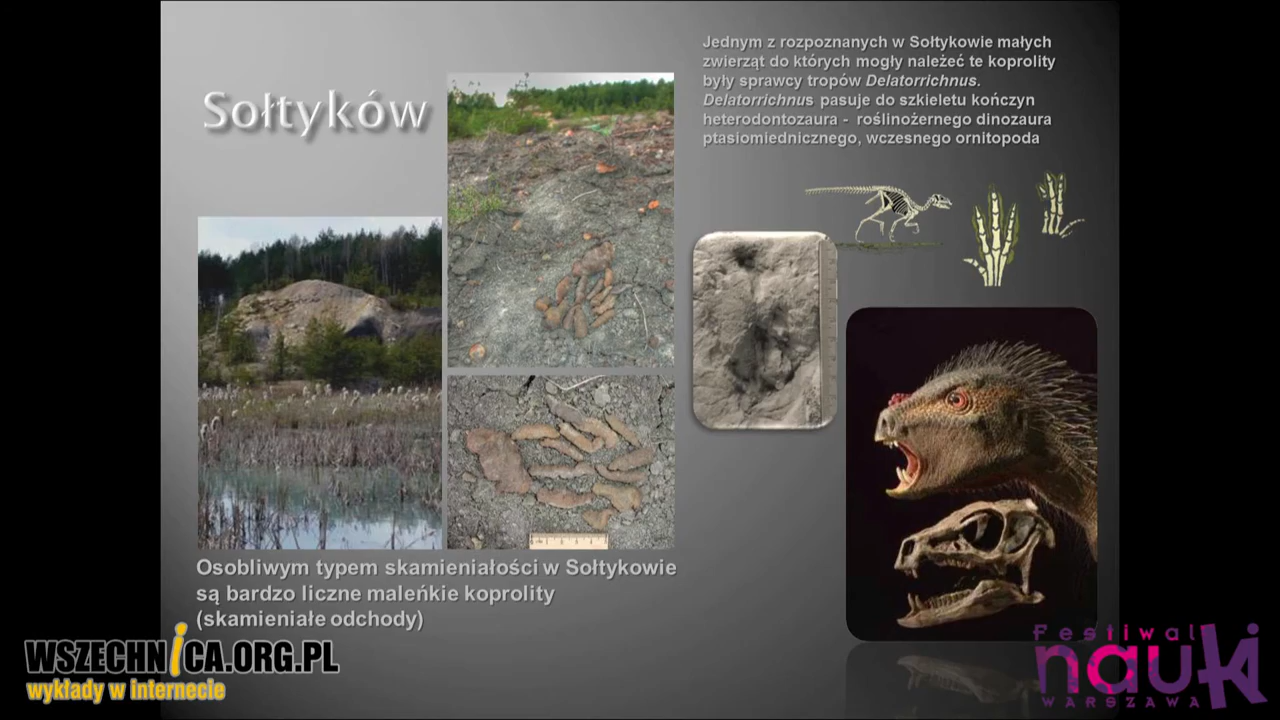 Sołtyków
Jednym z rozpoznanych w Sołtykowie małych
zwierząt do których mogły należeć te koprolity
były sprawcy tropów Delatorrichnus.
Delatorrichnus pasuje do szkieletu kończyn
heterodontozaura - roślinożernego dinozaura
ptasiomiednicznego, wczesnego ornitopoda
Osobliwym typem skamieniałości w Sołtykowie
są bardzo liczne maleńkie koprolity
(skamieniałe odchody)
WSZECHNICA.ORG.PL
wykłady w internecie
Festiwal
nauki
WARSZAWA